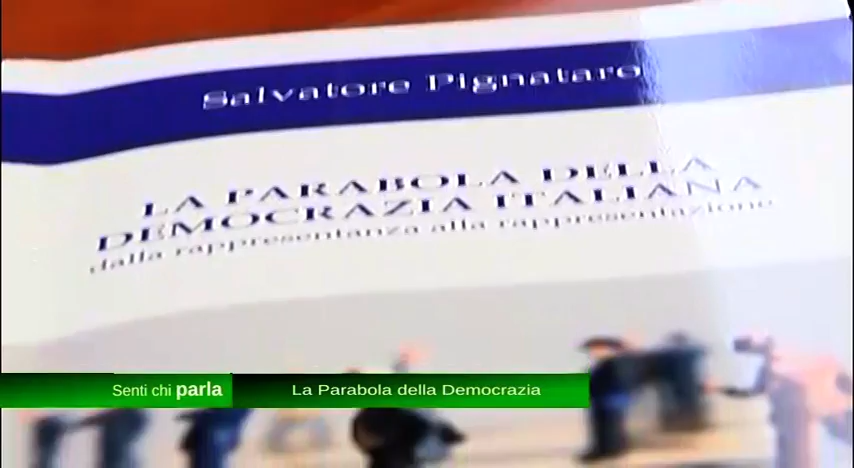 Salvatore Pignataro
LA PARABOLA DELLA
DEMOCRAZIA ITALIANA
dalla rappresentanza alla rappresentazione
Senti chi parla
La Parabola della Democrazia